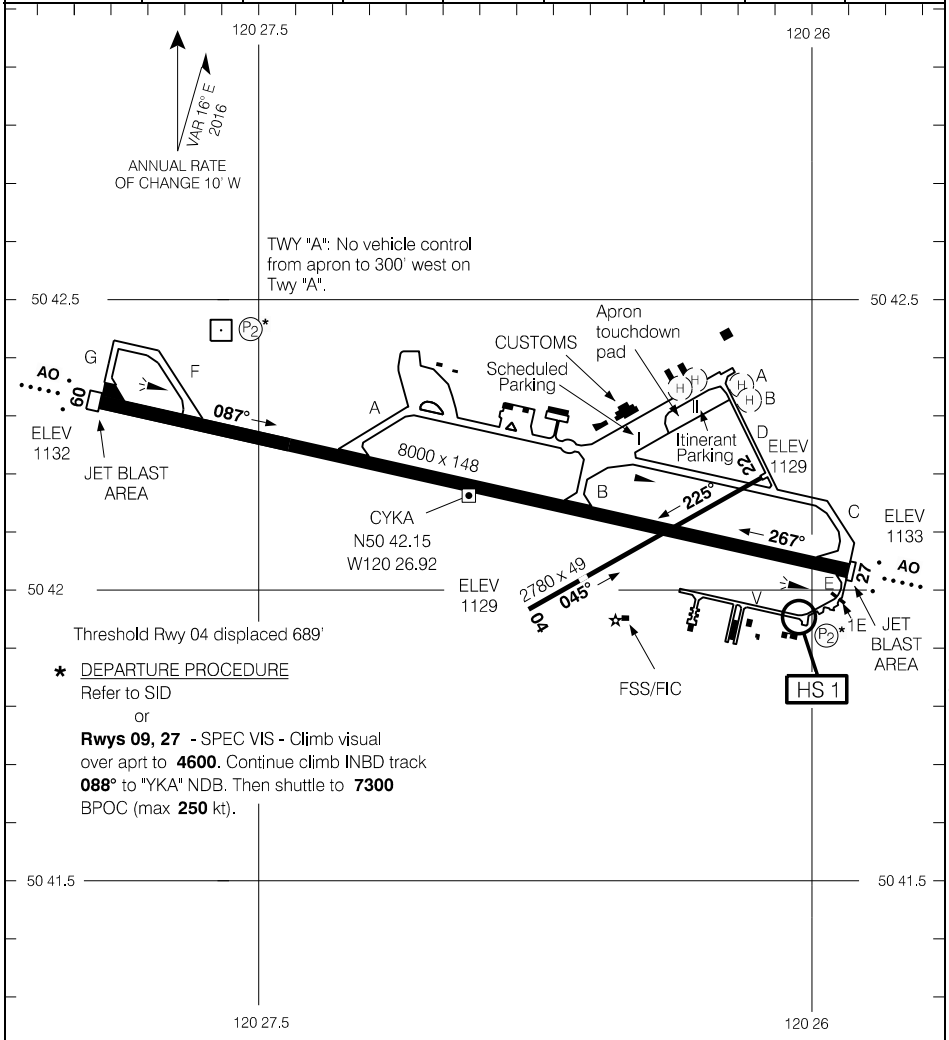 120 27.5
120 26
VAR 16° E
2016
ANNUAL RATE
OF CHANGE 10' W
TWY "A": No vehicle control
from apron to 300' west on
Twy "A".
50 42.5
50 42.5
P2 *
Apron
touchdown
pad
CUSTOMS
Scheduled
Parking
G
F
AO
09
087°
ELEV
1132
JET BLAST
AREA
A
8000 x 148
H
H
H
H
A
B
I
II
Itinerant
Parking
D
ELEV
1129
22
B
225°
C
267°
ELEV
1133
AO
27
CYKA
N50 42.15
W120 26.92
ELEV
1129
2780 x 49
045°
04
50 42
50 42
V
E
1E
P2 *
JET
BLAST
AREA
FSS/FIC
HS 1
Threshold Rwy 04 displaced 689'
* DEPARTURE PROCEDURE
Refer to SID
or
Rwys 09, 27 - SPEC VIS - Climb visual
over aprt to 4600. Continue climb INBD track
088° to "YKA" NDB. Then shuttle to 7300
BPOC (max 250 kt).
50 41.5
50 41.5
120 27.5
120 26